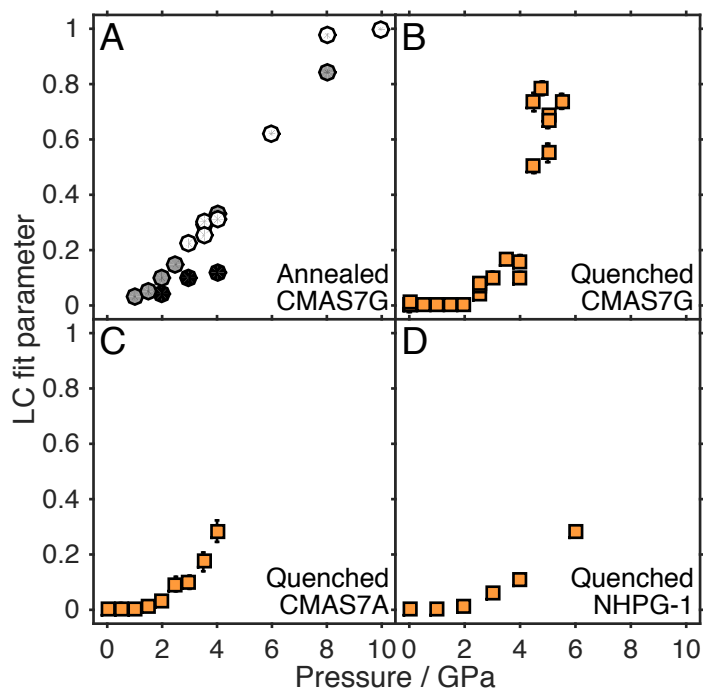 A
B
1
0.8
0.6
0.4
0.2
0
Annealed
CMAS7G
Quenched
CMAS7G
LC fit parameter
C
D
1
0.8
0.6
0.4
0.2
0
Quenched
CMAS7A
Quenched
NHPG-1
0 2 4 6 8 10 0 2 4 6 8 10
Pressure / GPa